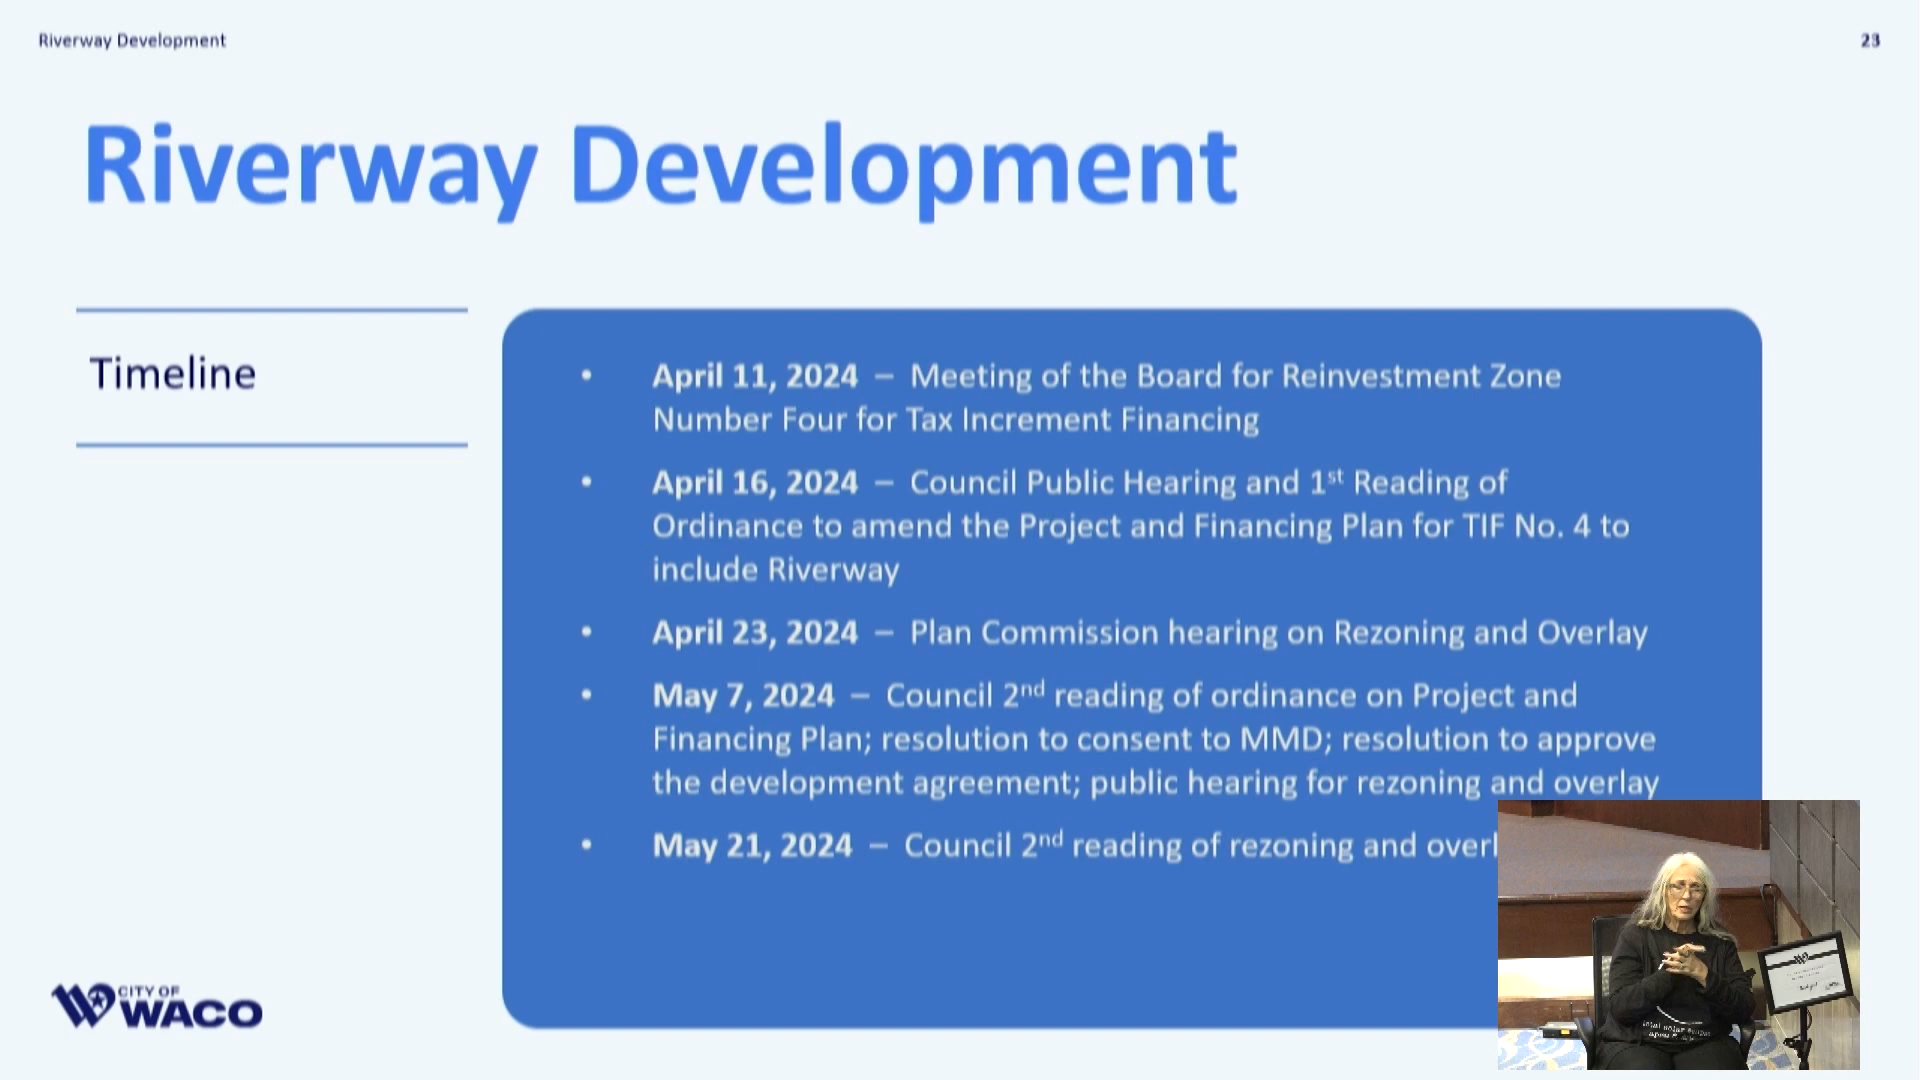 Riverway Development
23
Riverway Development
Timeline
• April 11, 2024 – Meeting of the Board for Reinvestment Zone
Number Four for Tax Increment Financing
• April 16, 2024 – Council Public Hearing and 1st Reading of
Ordinance to amend the Project and Financing Plan for TIF No. 4 to
include Riverway
• April 23, 2024 – Plan Commission hearing on Rezoning and Overlay
• May 7, 2024 – Council 2nd reading of ordinance on Project and
Financing Plan; resolution to consent to MMD; resolution to approve
the development agreement; public hearing for rezoning and overlay
• May 21, 2024 – Council 2nd reading of rezoning and overl
CITY OF
WACO
total solar eclipse